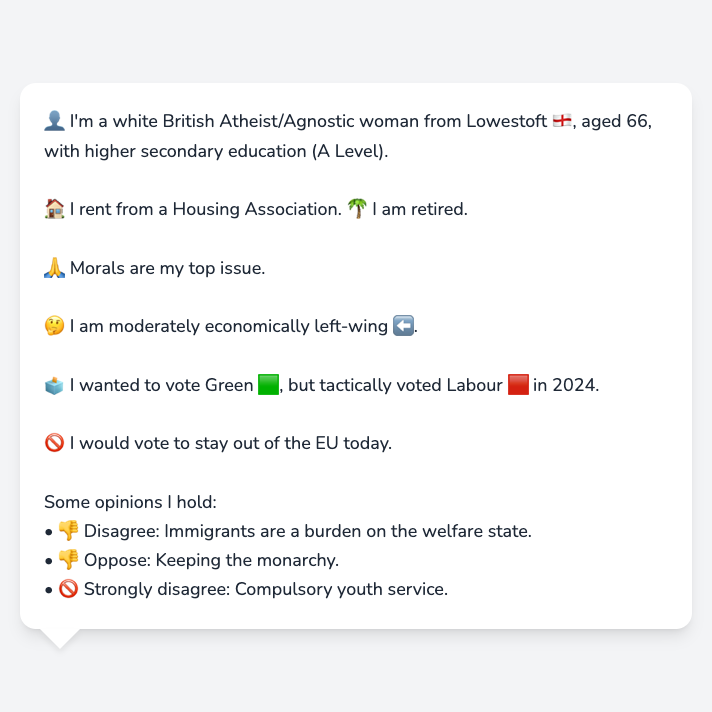 👤 I'm a white British Atheist/Agnostic woman from Lowestoft 🏴󠁧󠁢󠁥󠁮󠁧󠁿, aged 66,
with higher secondary education (A Level).
🏠 I rent from a Housing Association. 🌴 I am retired.
🙏 Morals are my top issue.
🤔 I am moderately economically left-wing ⬅️.
🗳️ I wanted to vote Green 🟩, but tactically voted Labour 🟥 in 2024.
🚫 I would vote to stay out of the EU today.
Some opinions I hold:
• 👎 Disagree: Immigrants are a burden on the welfare state.
• 👎 Oppose: Keeping the monarchy.
• 🚫 Strongly disagree: Compulsory youth service.